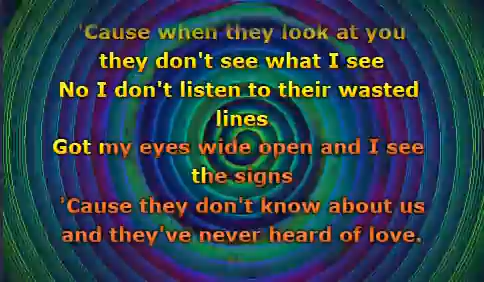 'Cause when they look at you
they don't see what I see
No I don't listen to their wasted
lines
Got my eyes wide open and I see
the signs
'Cause they don't know about us
and they've never heard of love.